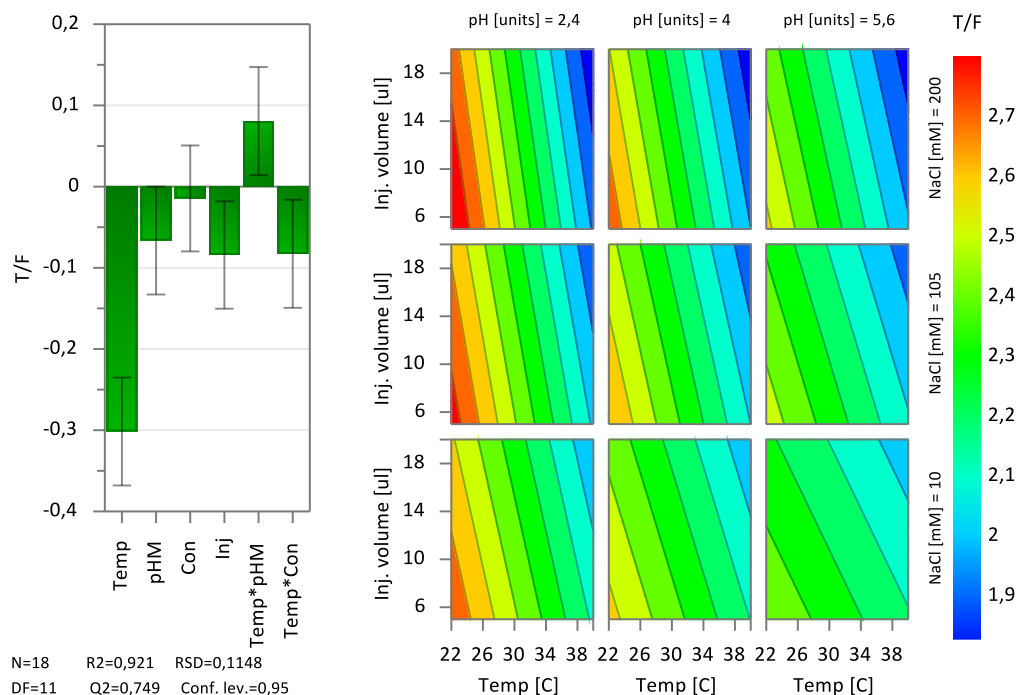 0,2
0,1
0
-0,1
-0,2
-0,3
-0,4
T/F
Temp
pHM
Con
Inj
Temp*pHM
Temp*Con
N=18 R2=0,921 RSD=0,1148
DF=11 Q2=0,749 Conf. lev.=0,95
pH [units] = 2,4 pH [units] = 4 pH [units] = 5,6
T/F
Inj. volume [ul]
18
14
10
6
NaCl [mM] = 200
Inj. volume [ul]
18
14
10
6
NaCl [mM] = 105
Inj. volume [ul]
18
14
10
6
NaCl [mM] = 10
22 26 30 34 38 22 26 30 34 38 22 26 30 34 38
Temp [C] Temp [C] Temp [C]
2,7
2,6
2,5
2,4
2,3
2,2
2,1
2
1,9